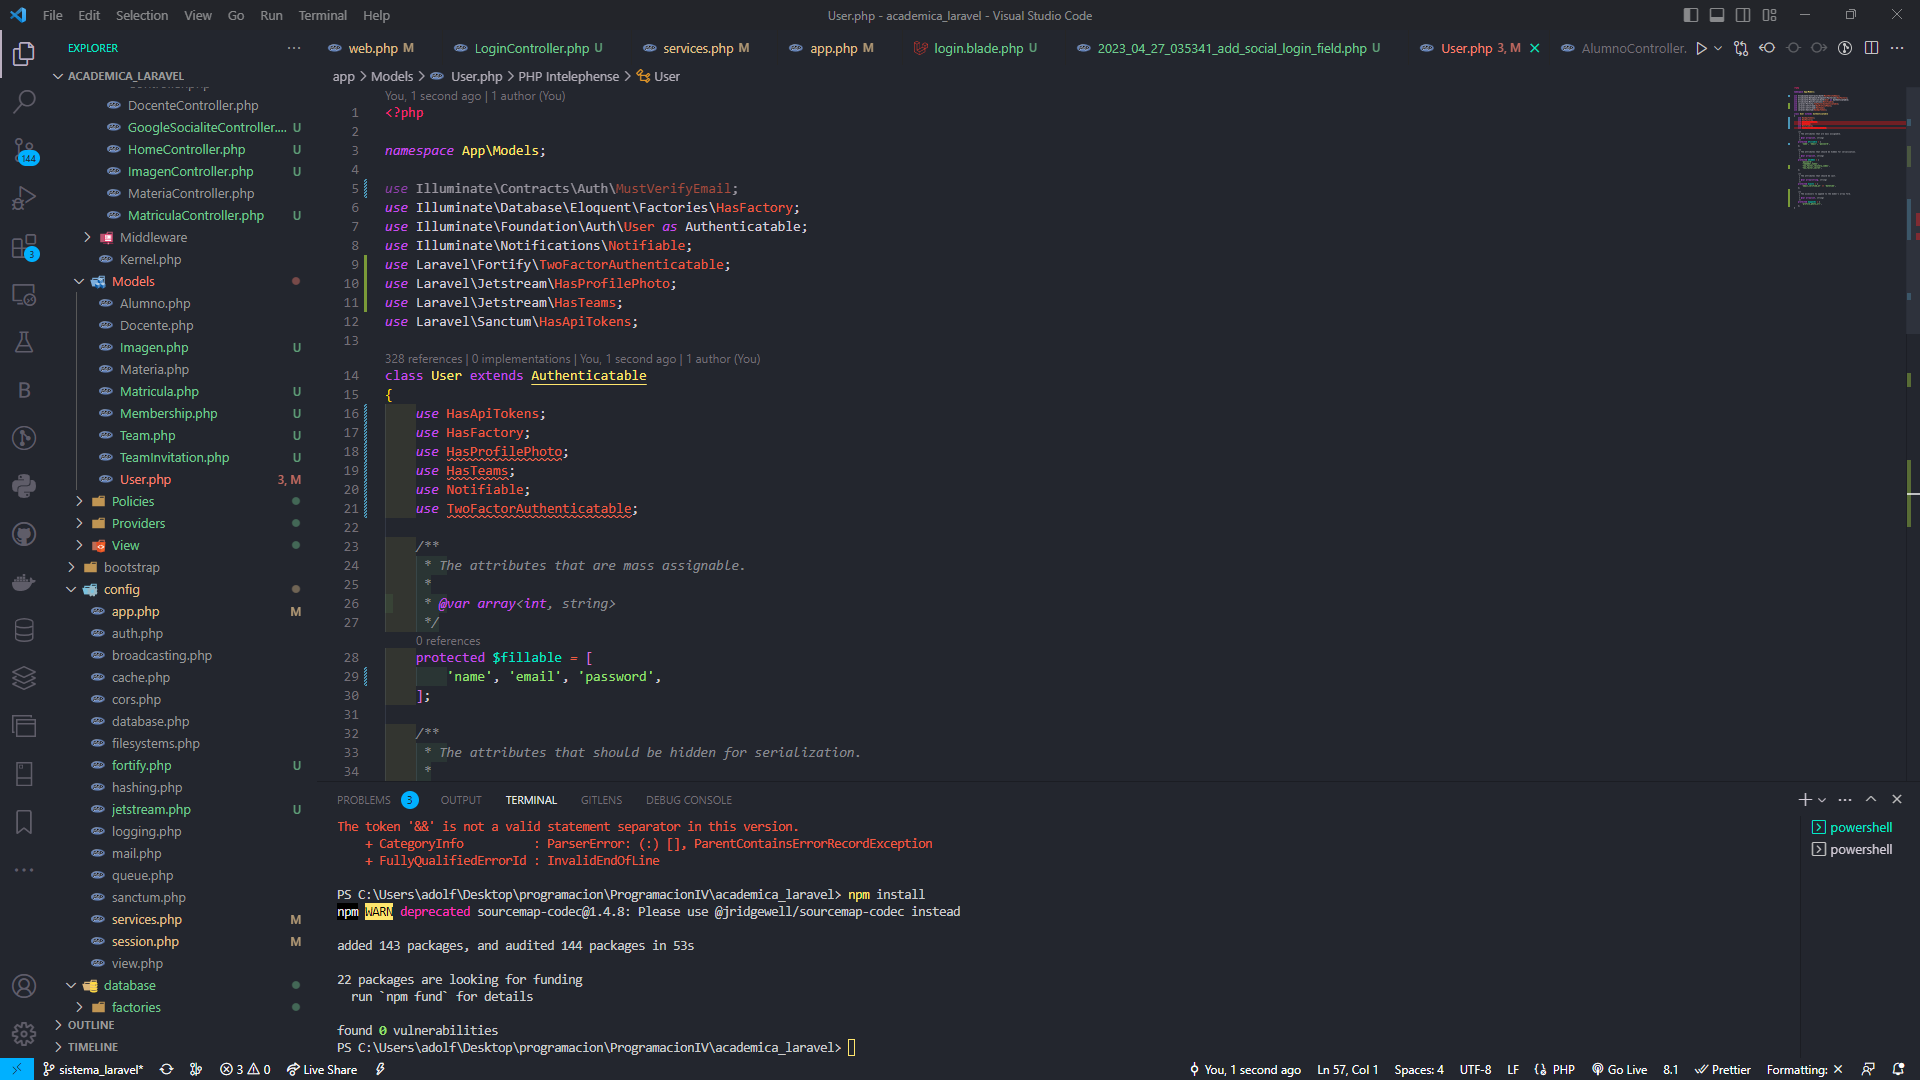 File Edit Selection View Go Run Terminal Help
User.php - academica_laravel - Visual Studio Code
EXPLORER
ACADEMICA_LARAVEL
DocenteController.php
GoogleSocialiteController.... U
HomeController.php U
ImagenController.php U
MateriaController.php
MatriculaController.php U
Middleware
Kernel.php
Models
Alumno.php
Docente.php
Imagen.php U
Materia.php
Matricula.php U
Membership.php U
Team.php U
TeamInvitation.php U
User.php 3, M
Policies
Providers
View
bootstrap
config
app.php M
auth.php
broadcasting.php
cache.php
cors.php
database.php
filesystems.php
fortify.php U
hashing.php
jetstream.php U
logging.php
mail.php
queue.php
sanctum.php
services.php M
session.php M
view.php
database
factories
OUTLINE
TIMELINE
144
3
web.php M LoginController.php U services.php M app.php M login.blade.php U 2023_04_27_035341_add_social_login_field.php U User.php 3, M AlumnoController.
app > Models > User.php > PHP Intelephense > User
You, 1 second ago | 1 author (You)
1 <?php
2
3 namespace App\Models;
4
5 use Illuminate\Contracts\Auth\MustVerifyEmail;
6 use Illuminate\Database\Eloquent\Factories\HasFactory;
7 use Illuminate\Foundation\Auth\User as Authenticatable;
8 use Illuminate\Notifications\Notifiable;
9 use Laravel\Fortify\TwoFactorAuthenticatable;
10 use Laravel\Jetstream\HasProfilePhoto;
11 use Laravel\Jetstream\HasTeams;
12 use Laravel\Sanctum\HasApiTokens;
13
328 references | 0 implementations | You, 1 second ago | 1 author (You)
14 class User extends Authenticatable
15 {
16 use HasApiTokens;
17 use HasFactory;
18 use HasProfilePhoto;
19 use HasTeams;
20 use Notifiable;
21 use TwoFactorAuthenticatable;
22
23 /**
24 * The attributes that are mass assignable.
25 *
26 * @var array<int, string>
27 */
0 references
28 protected $fillable = [
29 'name', 'email', 'password',
30 ];
31
32 /**
33 * The attributes that should be hidden for serialization.
34 *
PROBLEMS 3 OUTPUT TERMINAL GITLENS DEBUG CONSOLE
The token '&&' is not a valid statement separator in this version.
+ CategoryInfo : ParserError: (:) [], ParentContainsErrorRecordException
+ FullyQualifiedErrorId : InvalidEndOfLine
PS C:\Users\adolf\Desktop\programacion\ProgramacionIV\academica_laravel> npm install
npm WARN deprecated sourcemap-codec@1.4.8: Please use @jridgewell/sourcemap-codec instead
added 143 packages, and audited 144 packages in 53s
22 packages are looking for funding
run `npm fund` for details
found 0 vulnerabilities
PS C:\Users\adolf\Desktop\programacion\ProgramacionIV\academica_laravel>
powershell
powershell
sistema_laravel* 3 0 Live Share You, 1 second ago Ln 57, Col 1 Spaces: 4 UTF-8 LF PHP Go Live 8.1 Prettier Formatting: ×